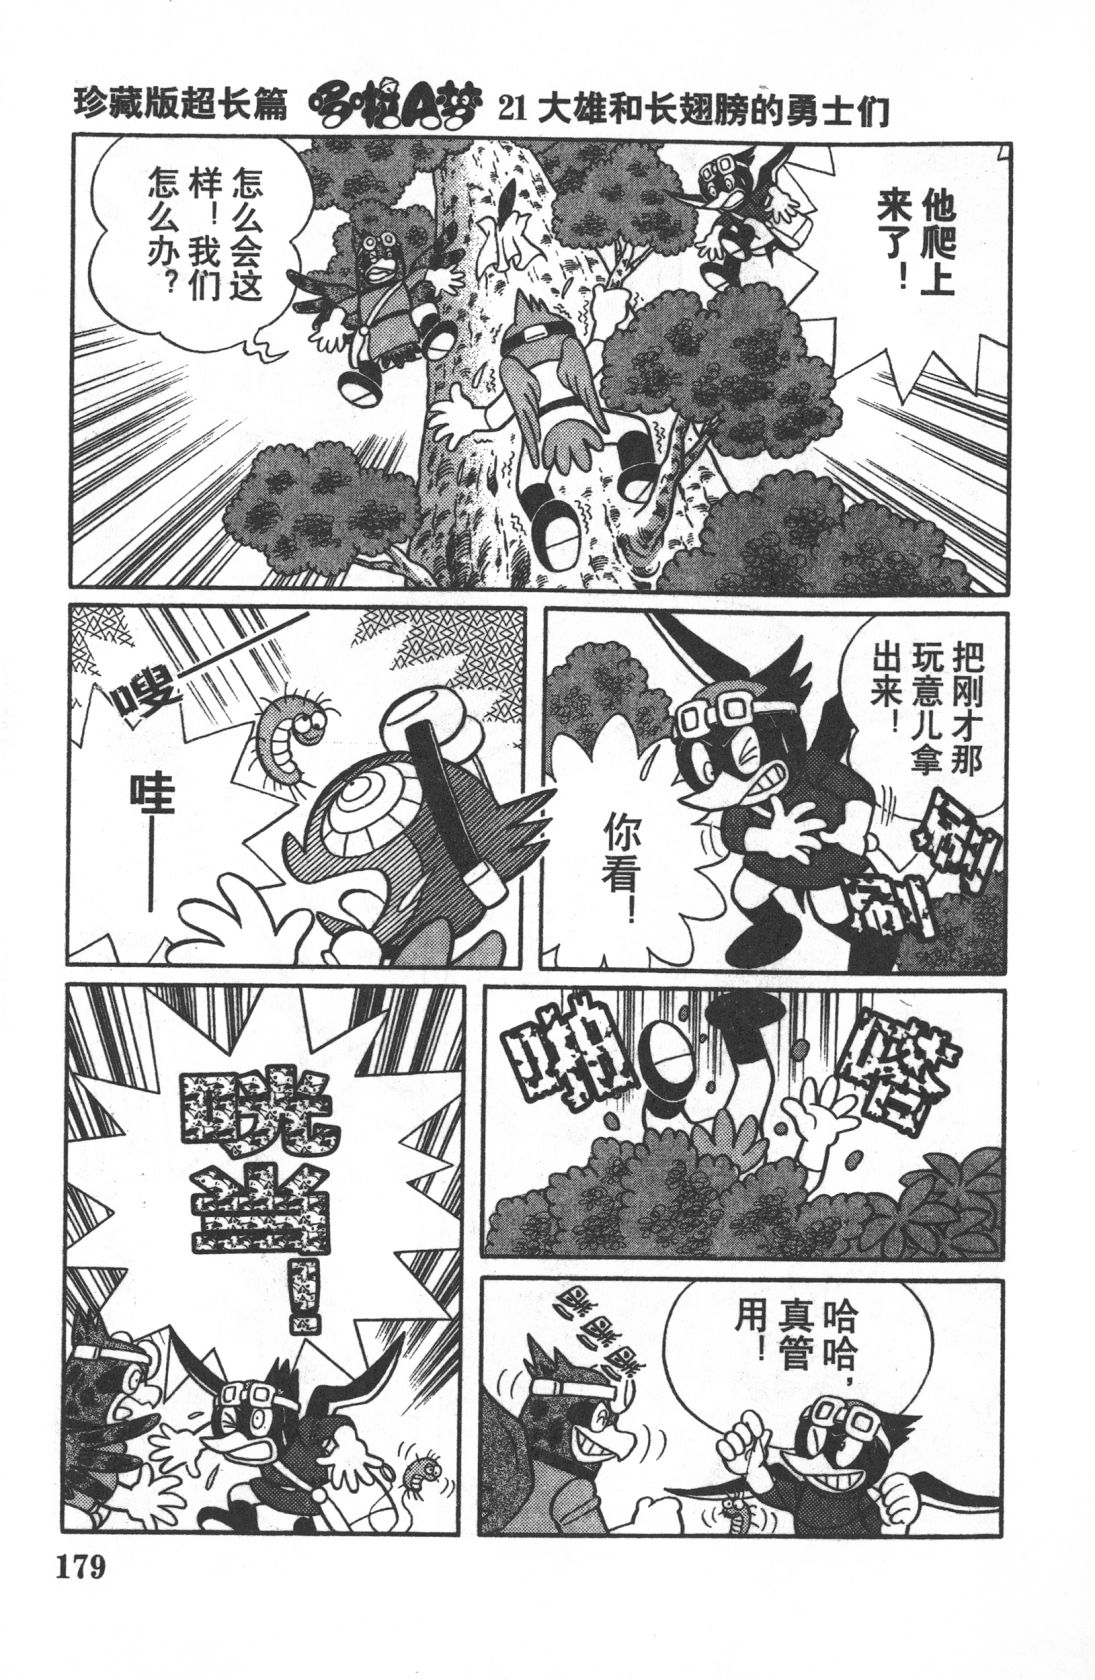 珍藏版超长篇 哆啦A梦 21 大雄和长翅膀的勇士们
他爬上
来了！
怎么会这
样！我们
怎么办？
把刚才那
玩意儿拿
出来！
你看！
嗖
哇
啪
哈哈，
真管
用！
咣
当
！
179